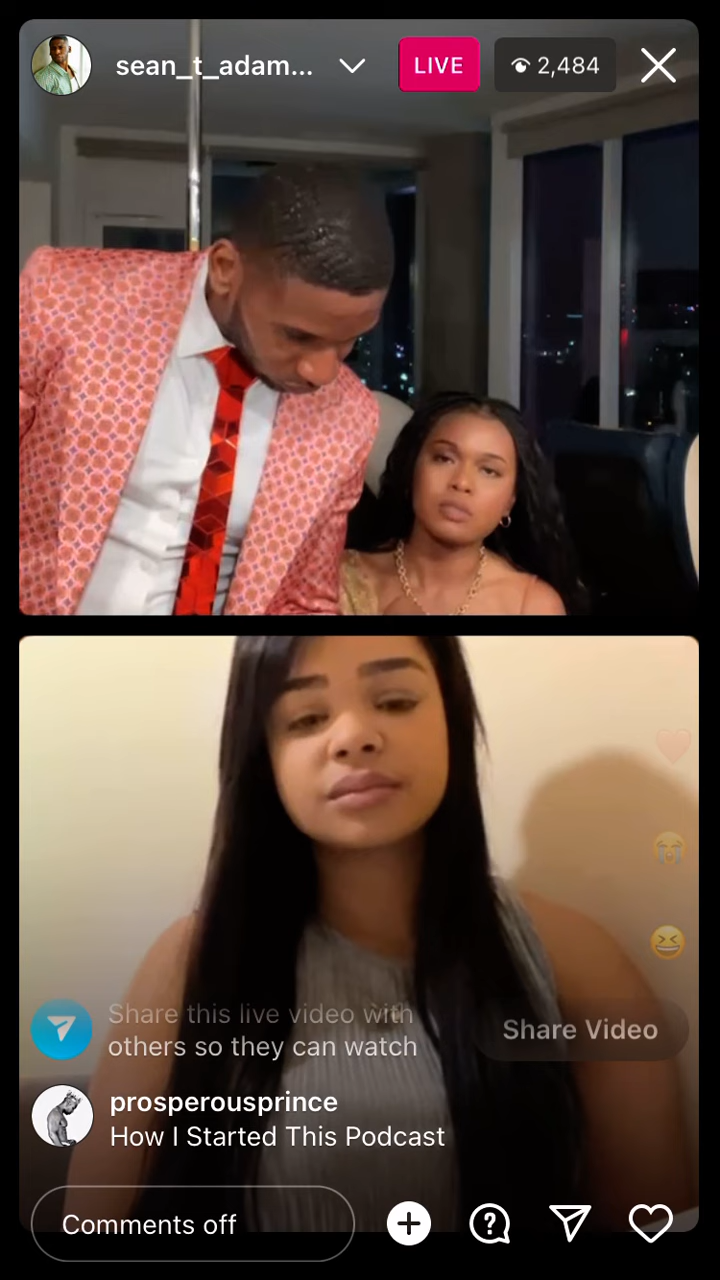 sean_t_adam...
LIVE
2,484
Share this live video with
others so they can watch
Share Video
prosperousprince
How I Started This Podcast
Comments off